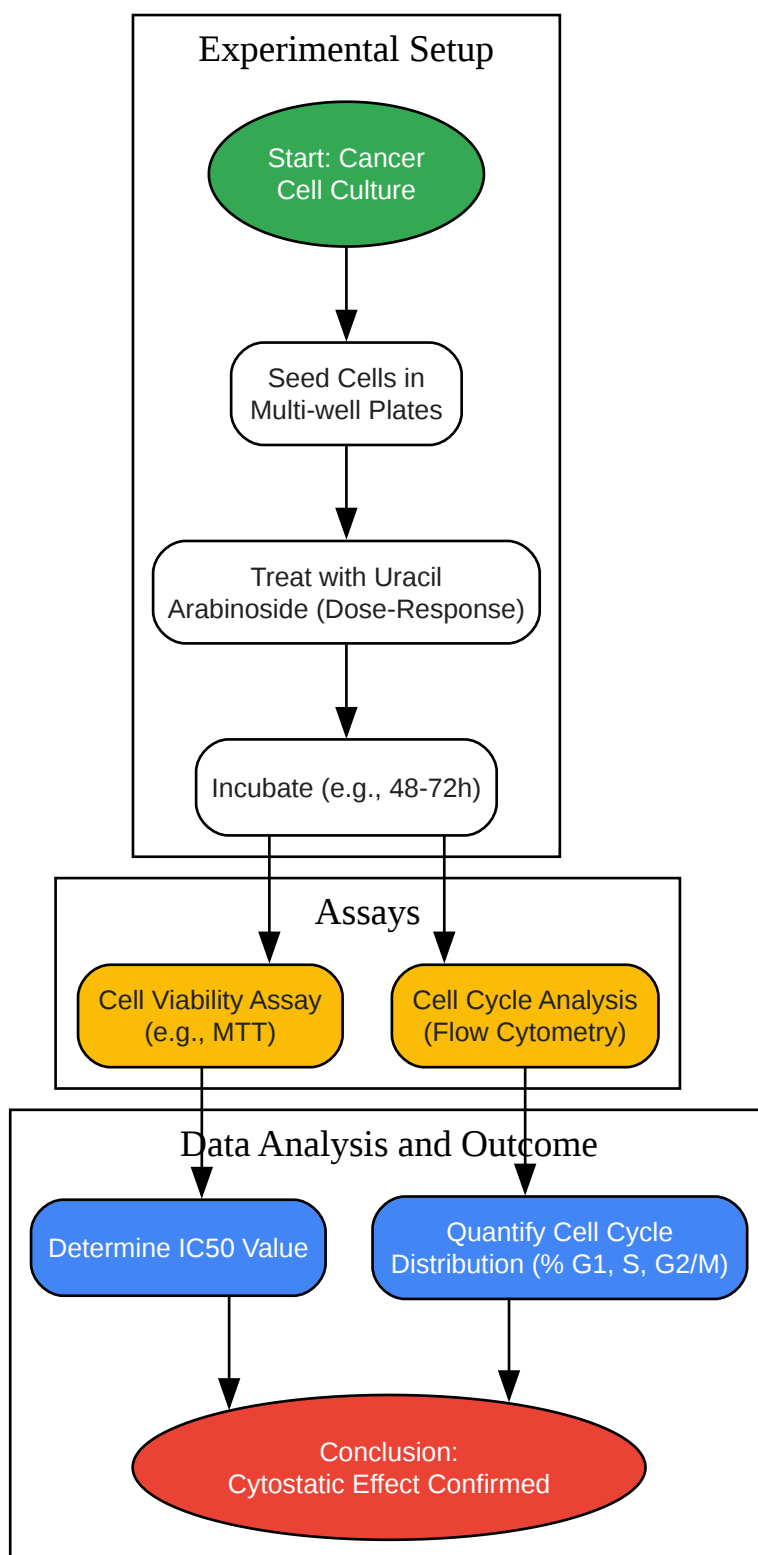 Experimental Setup
Start: Cancer
Cell Culture
Seed Cells in
Multi-well Plates
Treat with Uracil
Arabinoside (Dose-Response)
Incubate (e.g., 48-72h)
Assays
Cell Viability Assay
(e.g., MTT)
Cell Cycle Analysis
(Flow Cytometry)
Data Analysis and Outcome
Determine IC50 Value
Quantify Cell Cycle
Distribution (% G1, S, G2/M)
Conclusion:
Cytostatic Effect Confirmed